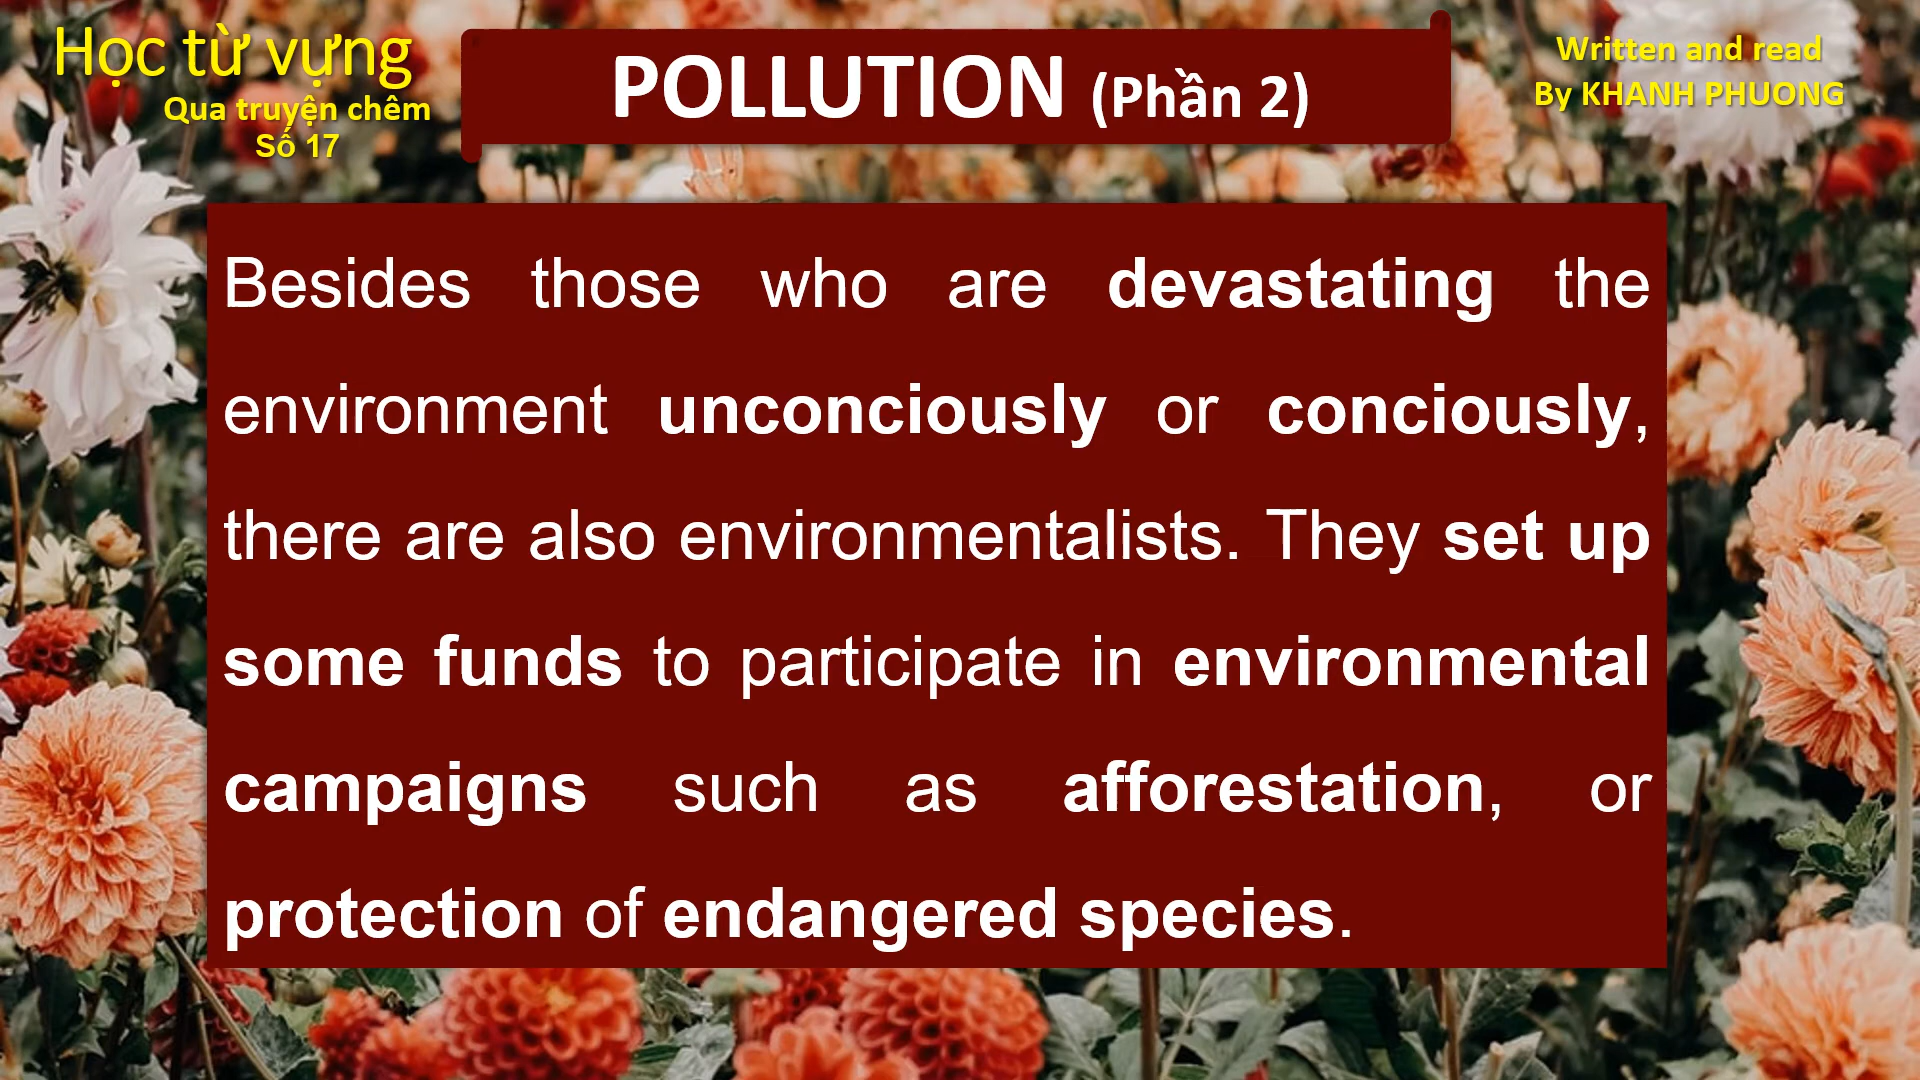 Học từ vựng
Qua truyện chêm
Số 17
POLLUTION (Phần 2)
Written and read
By KHANH PHUONG
Besides those who are devastating the
environment unconciously or conciously,
there are also environmentalists. They set up
some funds to participate in environmental
campaigns such as afforestation, or
protection of endangered species.